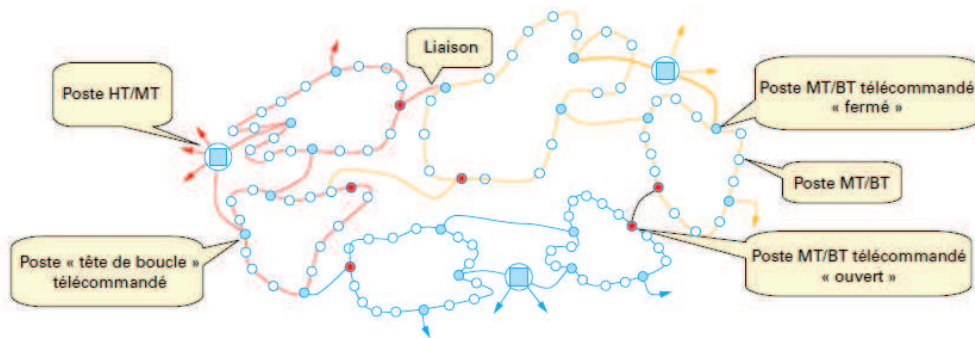 Liaison
Poste HT/MT
Poste MT/BT télécommandé
« fermé »
Poste MT/BT
Poste « tête de boucle »
télécommandé
Poste MT/BT télécommandé
« ouvert »